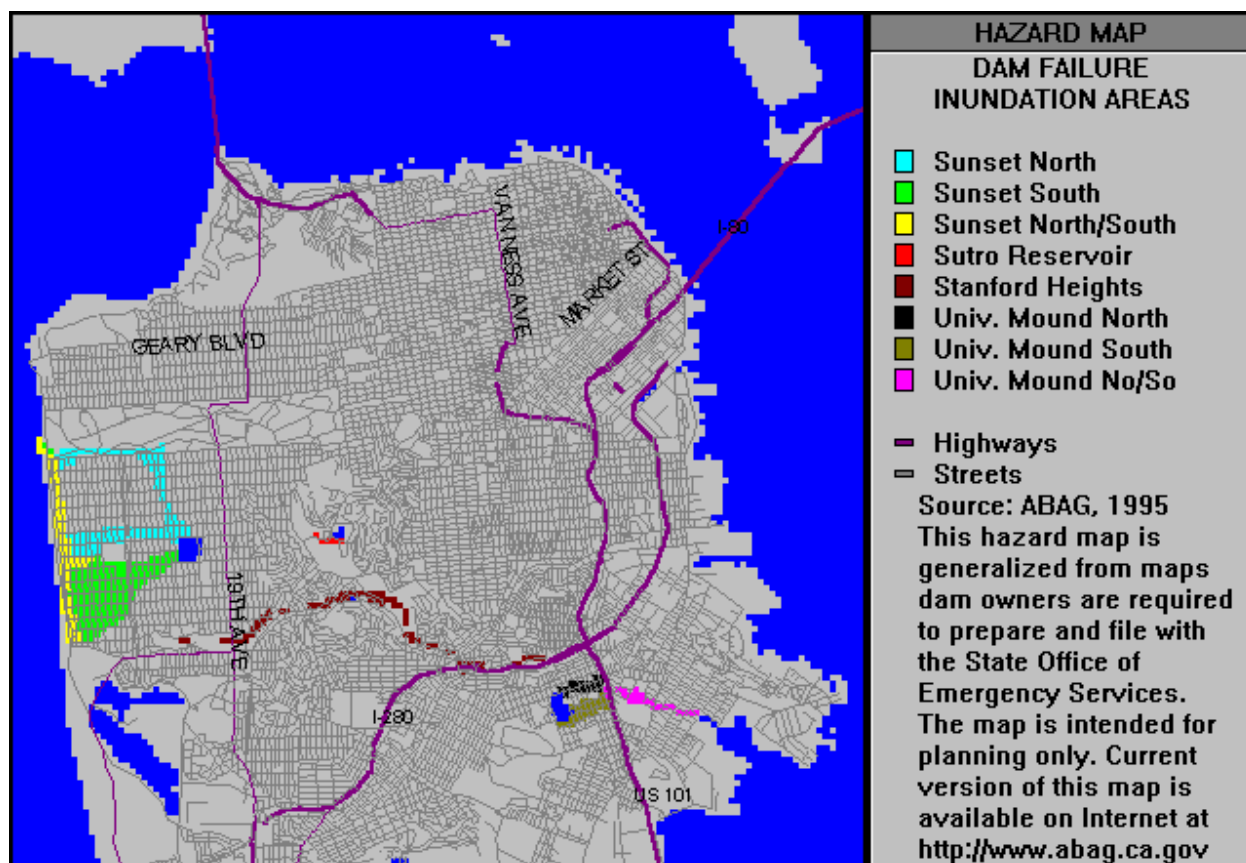 HAZARD MAP
DAM FAILURE
INUNDATION AREAS
Sunset North
Sunset South
Sunset North/South
Sutro Reservoir
Stanford Heights
Univ. Mound North
Univ. Mound South
Univ. Mound No/So
Highways
Streets
Source: ABAG, 1995
This hazard map is
generalized from maps
dam owners are required
to prepare and file with
the State Office of
Emergency Services.
The map is intended for
planning only. Current
version of this map is
available on Internet at
http://www.abag.ca.gov
VAN NESS AVE
I-80
MARKET ST
GEARY BLVD
19TH AVE
I-280
US 101